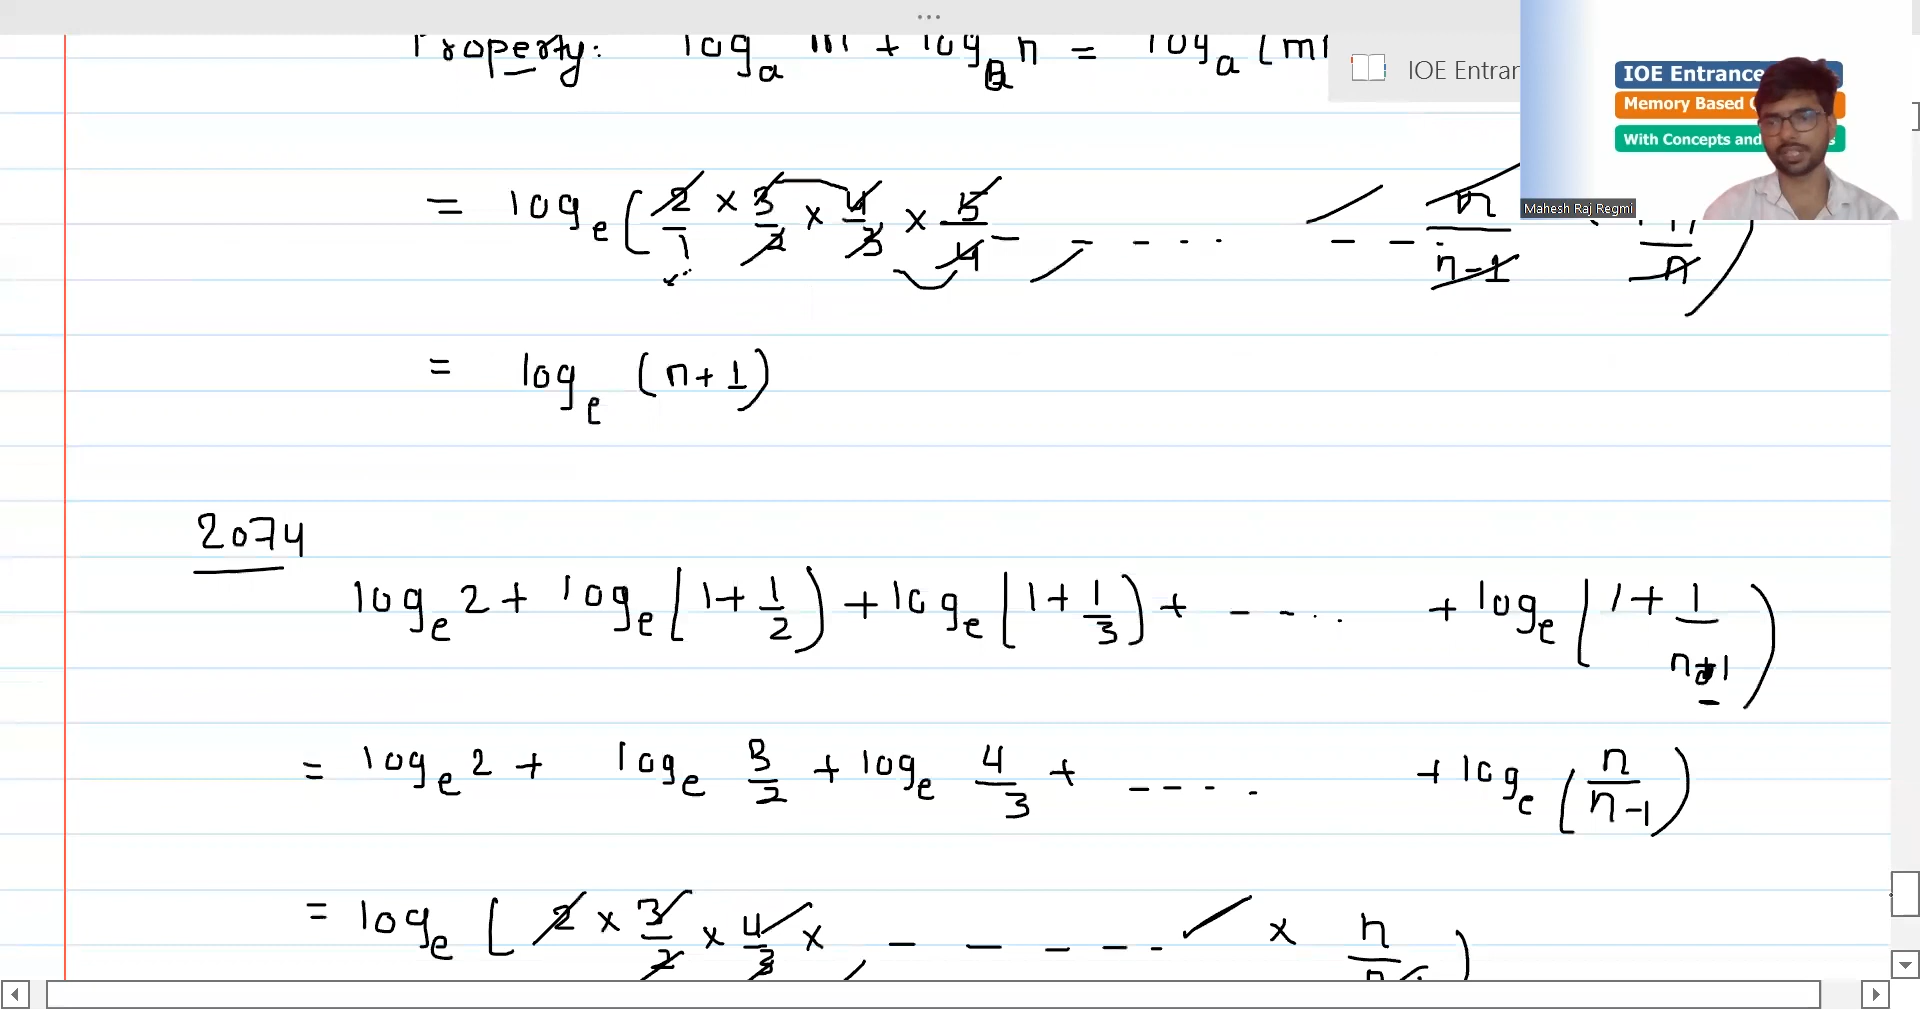 Property: log_a m + log_a n = log_a (m
IOE Entran
IOE Entrance
Memory Based
With Concepts and
Mahesh Raj Regmi
= log_e ( 2/1 × 3/2 × 4/3 × 5/4 - - - . . . - - n/n-1 /n )
= log_e (n+1)
2074
log_e 2 + log_e (1 + 1/2) + log_e (1 + 1/3) + - - . . . + log_e (1 + 1/n-1)
= log_e 2 + log_e 3/2 + log_e 4/3 + - - - - . + log_e (n/n-1)
= log_e [ 2 × 3/2 × 4/3 × - - - - - . × n/